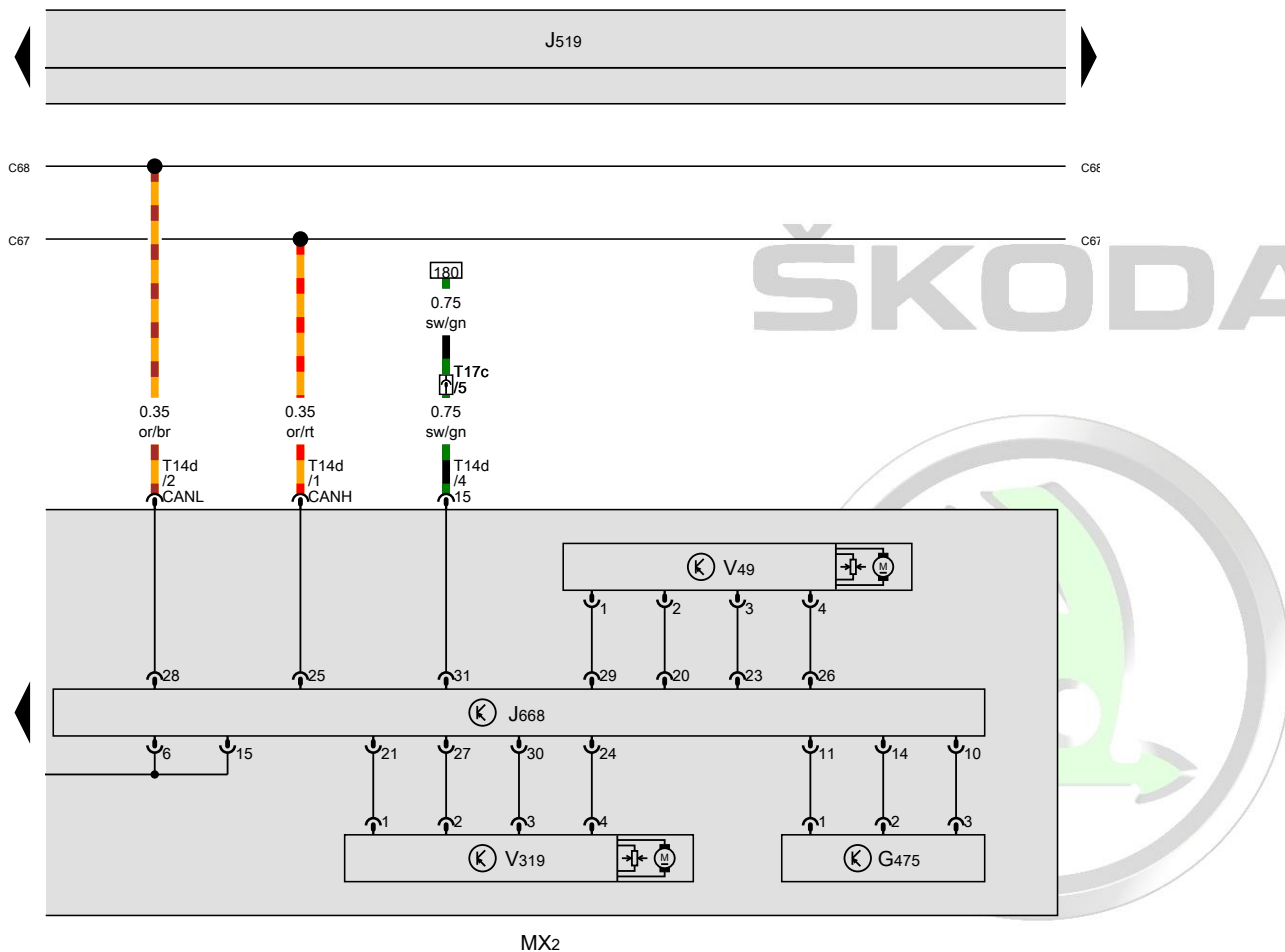 J519
C68 C68
C67 C67
ŠKODA
180
0.75
sw/gn
T17c
/5
0.35 0.35 0.75
or/br or/rt sw/gn
T14d T14d T14d
/2 /1 /4
CANL CANH 15
V49
M
1 2 3 4
28 25 31 29 20 23 26
J668
6 15 21 27 30 24 11 14 10
1 2 3 4 1 2 3
V319 M G475
MX2